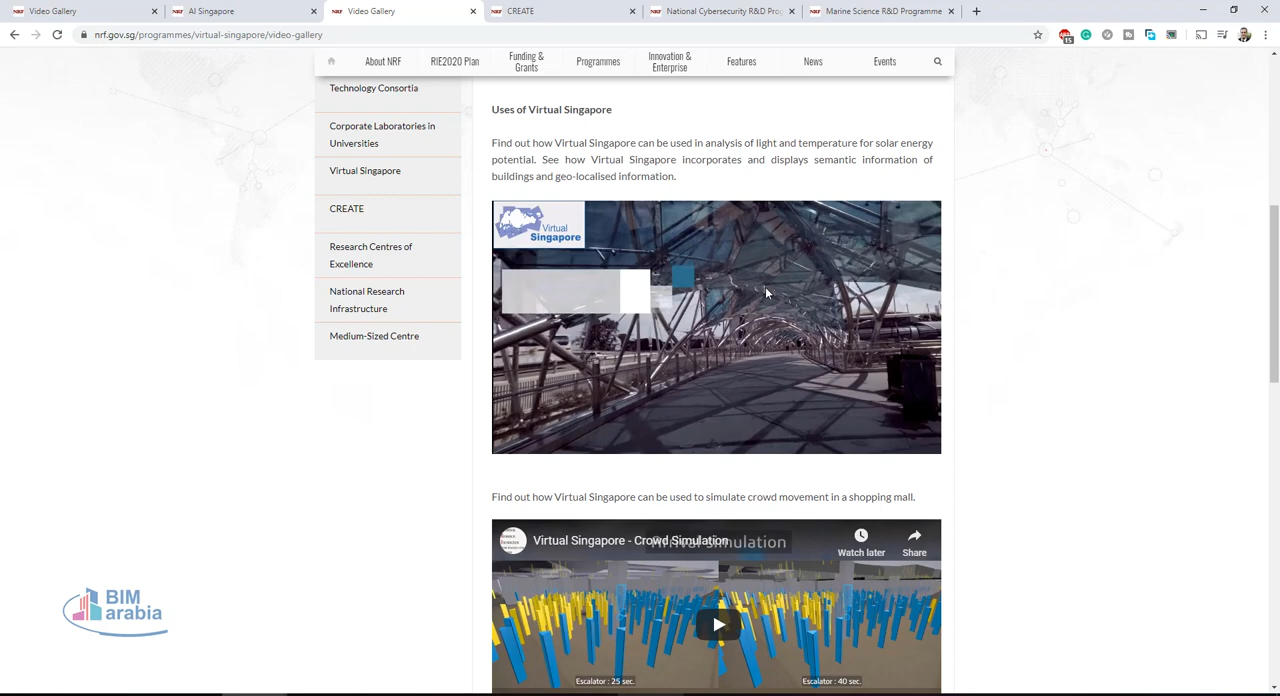 Video Gallery
AI Singapore
Video Gallery
CREATE
National Cybersecurity R&D Prog
Marine Science R&D Programme
nrf.gov.sg/programmes/virtual-singapore/video-gallery
15
About NRF
RIE2020 Plan
Funding &
Grants
Programmes
Innovation &
Enterprise
Features
News
Events
Technology Consortia
Corporate Laboratories in
Universities
Virtual Singapore
CREATE
Research Centres of
Excellence
National Research
Infrastructure
Medium-Sized Centre
Uses of Virtual Singapore
Find out how Virtual Singapore can be used in analysis of light and temperature for solar energy
potential. See how Virtual Singapore incorporates and displays semantic information of
buildings and geo-localised information.
Virtual
Singapore
Find out how Virtual Singapore can be used to simulate crowd movement in a shopping mall.
Virtual Singapore - Crowd Simulation
Arrival simulation
Watch later
Share
Escalator : 25 sec.
Escalator : 40 sec.
BIM
arabia